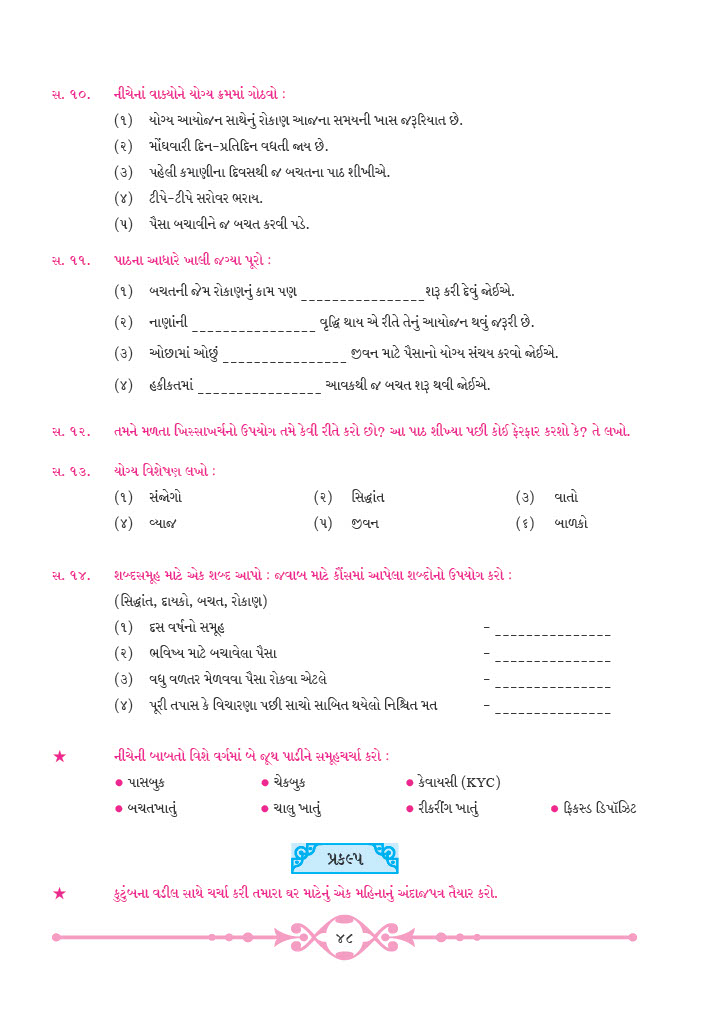 સ. ૧૦. નીચેનાં વાક્યોને યોગ્ય ક્રમમાં ગોઠવો :
(૧) યોગ્ય આયોજન સાથેનું રોકાણ આજના સમયની ખાસ જરૂરિયાત છે.
(૨) મોંઘવારી દિન-પ્રતિદિન વધતી જાય છે.
(૩) પહેલી કમાણીના દિવસથી જ બચતના પાઠ શીખીએ.
(૪) ટીપે-ટીપે સરોવર ભરાય.
(૫) પૈસા બચાવીને જ બચત કરવી પડે.
સ. ૧૧. પાઠના આધારે ખાલી જગ્યા પૂરો :
(૧) બચતની જેમ રોકાણનું કામ પણ ________________ શરૂ કરી દેવું જોઈએ.
(૨) નાણાંની ________________ વૃદ્ધિ થાય એ રીતે તેનું આયોજન થવું જરૂરી છે.
(૩) ઓછામાં ઓછું ________________ જીવન માટે પૈસાનો યોગ્ય સંચય કરવો જોઈએ.
(૪) હકીકતમાં ________________ આવકથી જ બચત શરૂ થવી જોઈએ.
સ. ૧૨. તમને મળતા ખિસ્સાખર્ચનો ઉપયોગ તમે કેવી રીતે કરો છો? આ પાઠ શીખ્યા પછી કોઈ ફેરફાર કરશો કે? તે લખો.
સ. ૧૩. યોગ્ય વિશેષણ લખો :
(૧) સંજોગો (૨) સિદ્ધાંત (૩) વાતો
(૪) વ્યાજ (૫) જીવન (૬) બાળકો
સ. ૧૪. શબ્દસમૂહ માટે એક શબ્દ આપો : જવાબ માટે કૌંસમાં આપેલા શબ્દોનો ઉપયોગ કરો :
(સિદ્ધાંત, દાયકો, બચત, રોકાણ)
(૧) દસ વર્ષનો સમૂહ - _______________
(૨) ભવિષ્ય માટે બચાવેલા પૈસા - _______________
(૩) વધુ વળતર મેળવવા પૈસા રોકવા એટલે - _______________
(૪) પૂરી તપાસ કે વિચારણા પછી સાચો સાબિત થયેલો નિશ્ચિત મત - _______________
★ નીચેની બાબતો વિશે વર્ગમાં બે જૂથ પાડીને સમૂહચર્ચા કરો :
● પાસબુક ● ચેકબુક ● કેવાયસી (KYC)
● બચતખાતું ● ચાલુ ખાતું ● રીકરીંગ ખાતું ● ફિક્સ્ડ ડિપૉઝિટ
પ્રકલ્પ
★ કુટુંબના વડીલ સાથે ચર્ચા કરી તમારા ઘર માટેનું એક મહિનાનું અંદાજપત્ર તૈયાર કરો.
૪૮